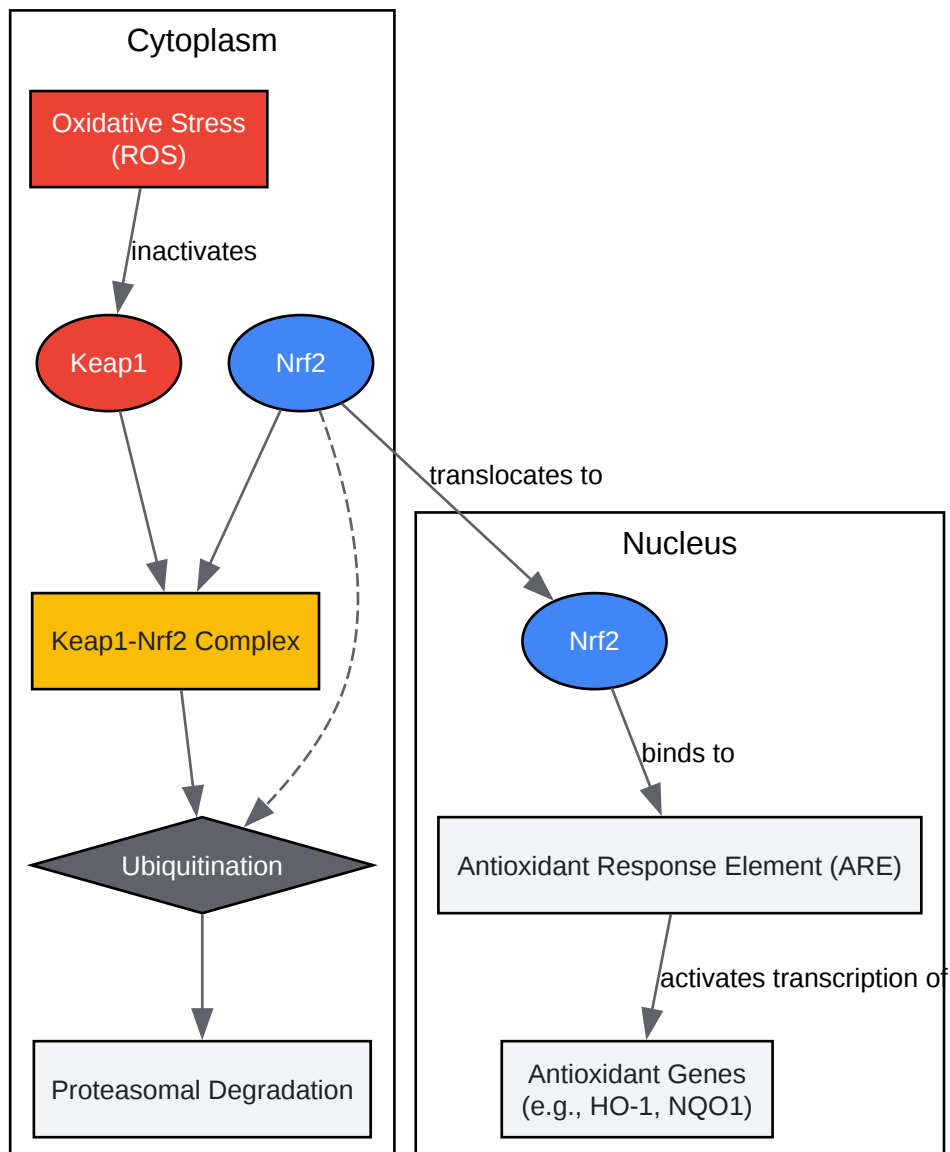 Cytoplasm
Oxidative Stress
(ROS)
inactivates
Keap1
Nrf2
translocates to
Keap1-Nrf2 Complex
Ubiquitination
Proteasomal Degradation
Nucleus
Nrf2
binds to
Antioxidant Response Element (ARE)
activates transcription of
Antioxidant Genes
(e.g., HO-1, NQO1)